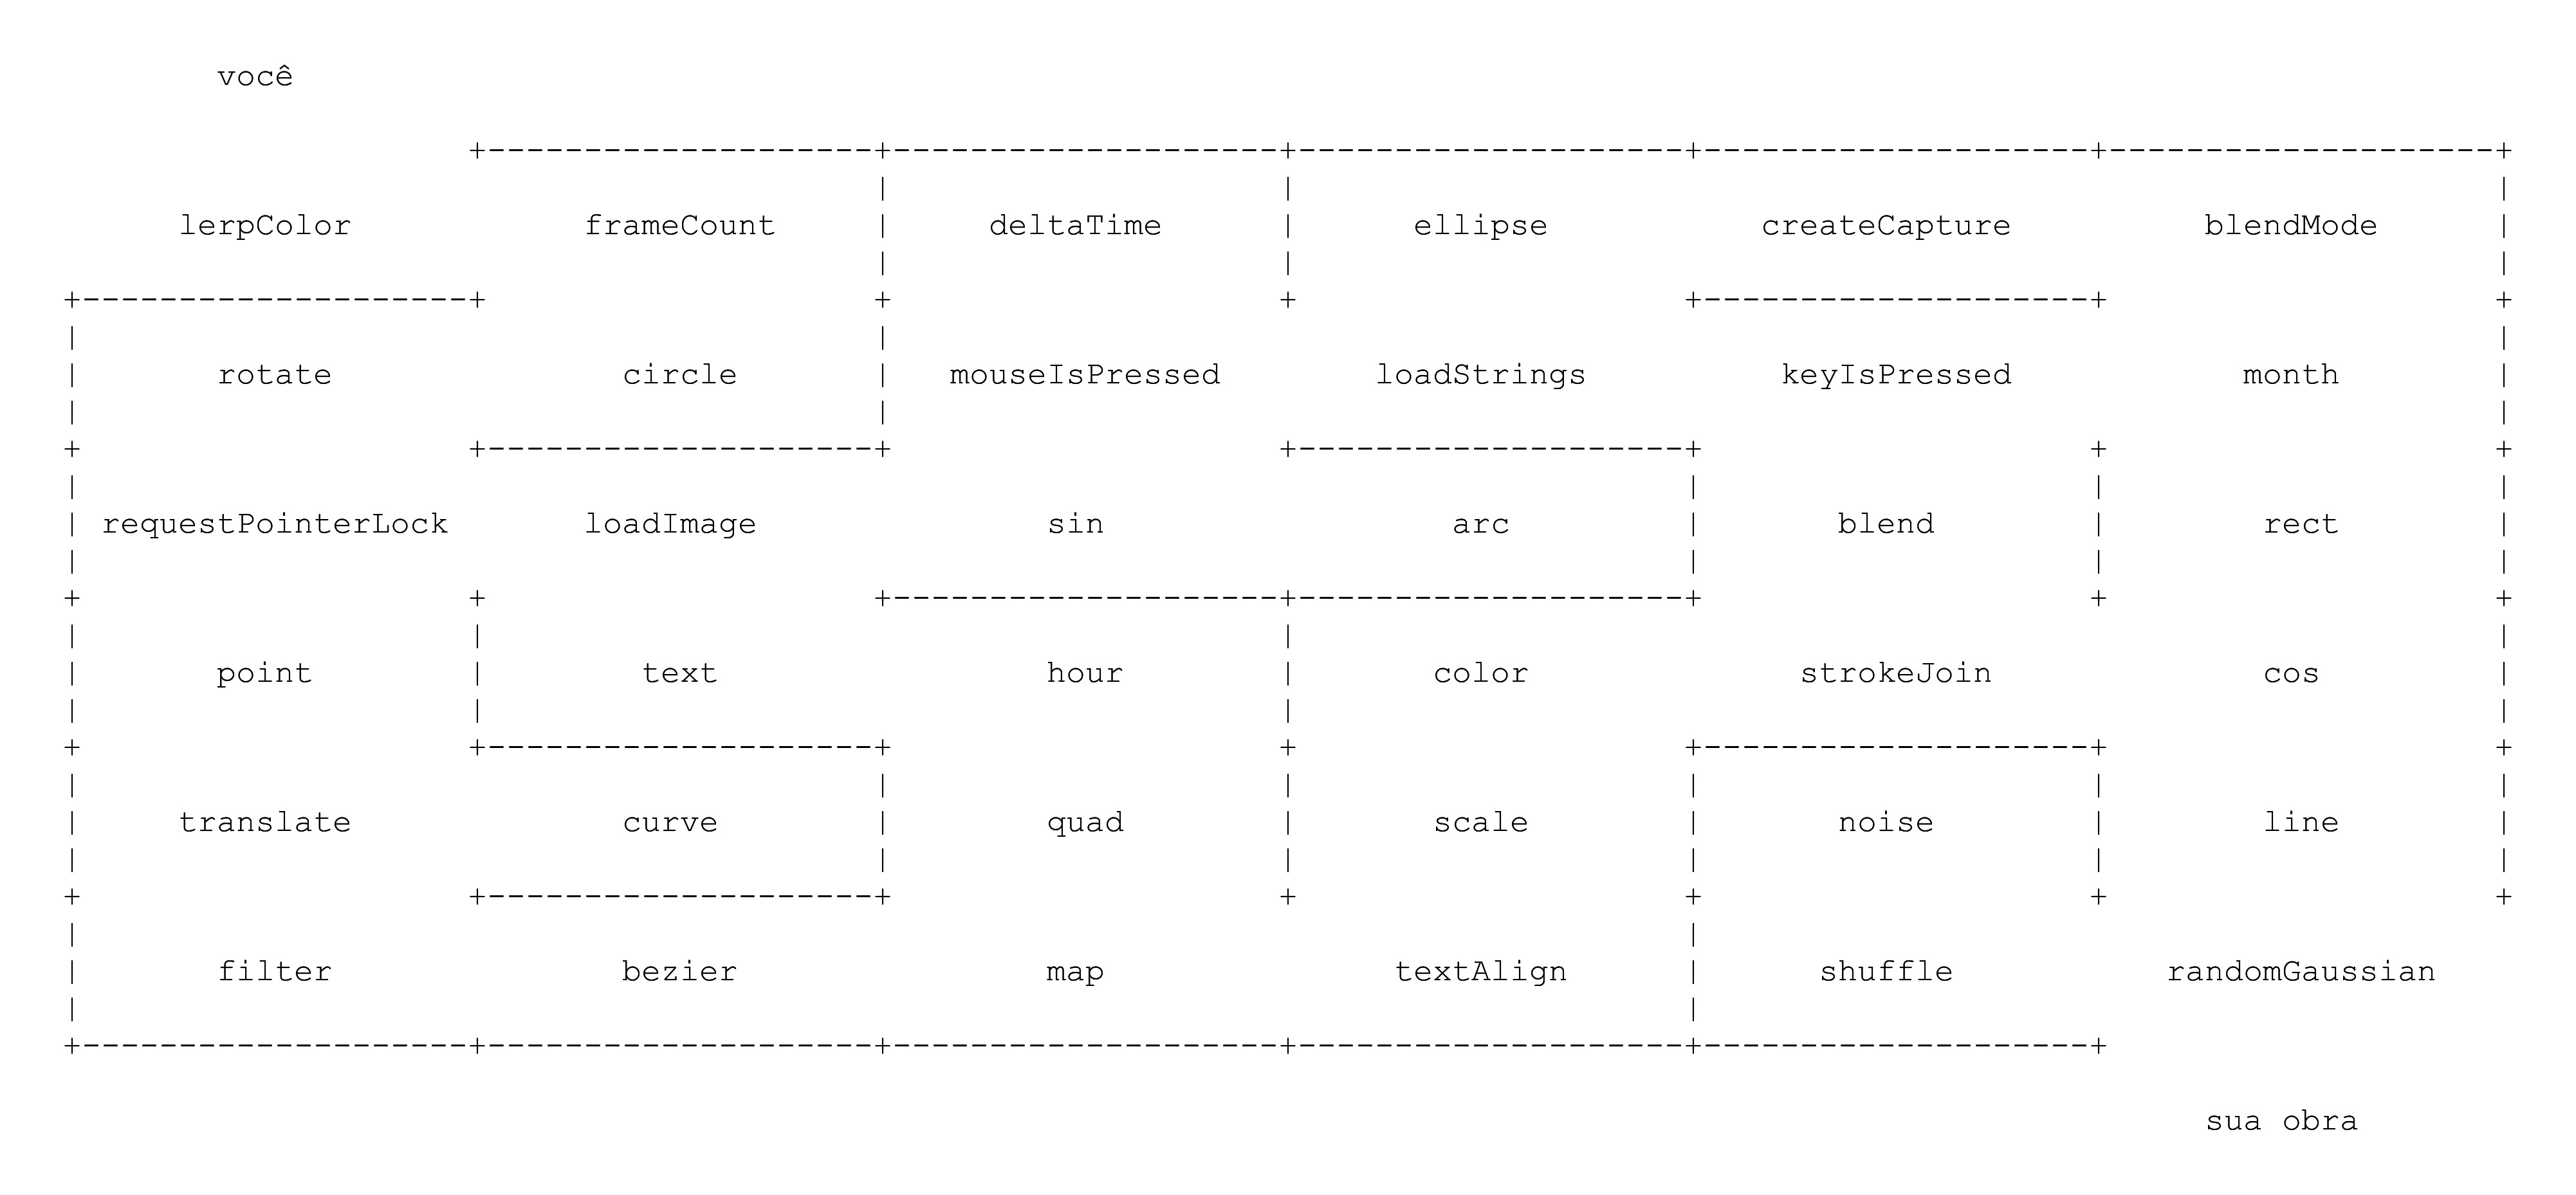 você
lerpColor frameCount deltaTime ellipse createCapture blendMode
rotate circle mouseIsPressed loadStrings keyIsPressed month
requestPointerLock loadImage sin arc blend rect
point text hour color strokeJoin cos
translate curve quad scale noise line
filter bezier map textAlign shuffle randomGaussian
sua obra